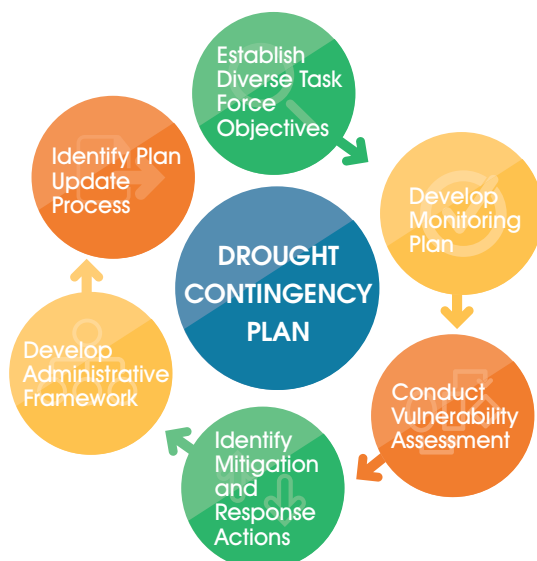 Establish
Diverse Task
Force
Objectives
Develop
Monitoring
Plan
Conduct
Vulnerability
Assessment
Identify
Mitigation
and
Response
Actions
Develop
Administrative
Framework
Identify Plan
Update
Process
DROUGHT
CONTINGENCY
PLAN